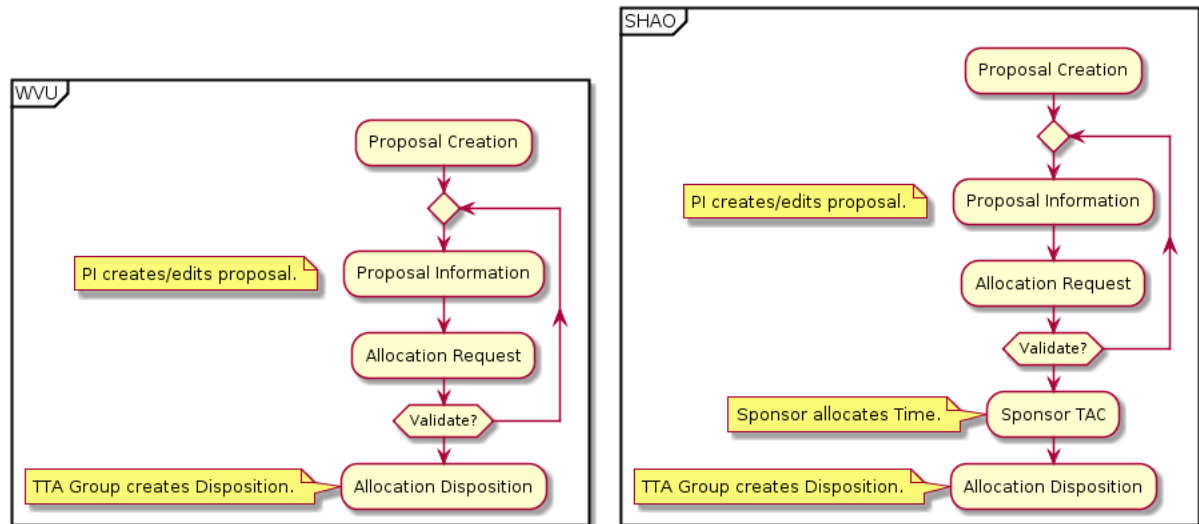 WVU
Proposal Creation
PI creates/edits proposal.
Proposal Information
Allocation Request
Validate?
TTA Group creates Disposition.
Allocation Disposition
SHAO
Proposal Creation
PI creates/edits proposal.
Proposal Information
Allocation Request
Validate?
Sponsor allocates Time.
Sponsor TAC
TTA Group creates Disposition.
Allocation Disposition